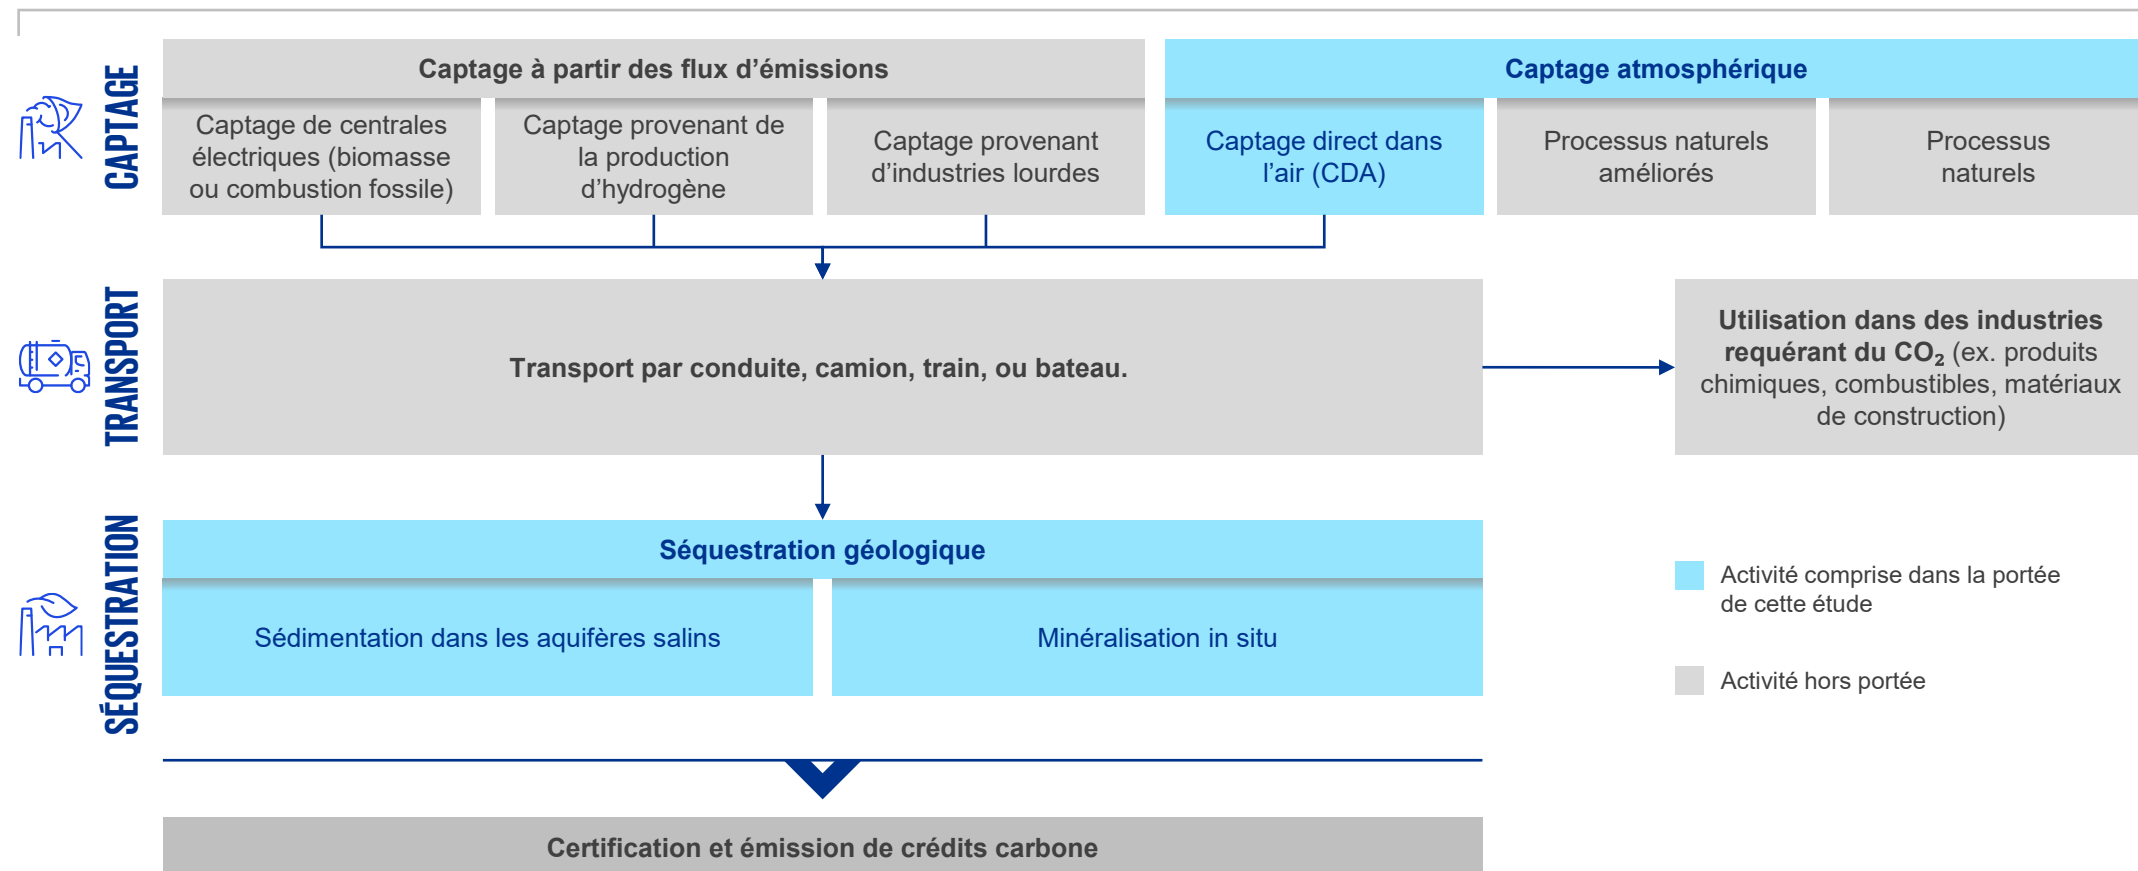 CAPTAGE
Captage à partir des flux d’émissions
Captage de centrales
électriques (biomasse
ou combustion fossile)
Captage provenant de
la production
d’hydrogène
Captage provenant
d’industries lourdes
Captage atmosphérique
Captage direct dans
l’air (CDA)
Processus naturels
améliorés
Processus
naturels
TRANSPORT
Transport par conduite, camion, train, ou bateau.
Utilisation dans des industries
requérant du CO₂ (ex. produits
chimiques, combustibles, matériaux
de construction)
SÉQUESTRATION
Séquestration géologique
Sédimentation dans les aquifères salins
Minéralisation in situ
Activité comprise dans la portée
de cette étude
Activité hors portée
Certification et émission de crédits carbone